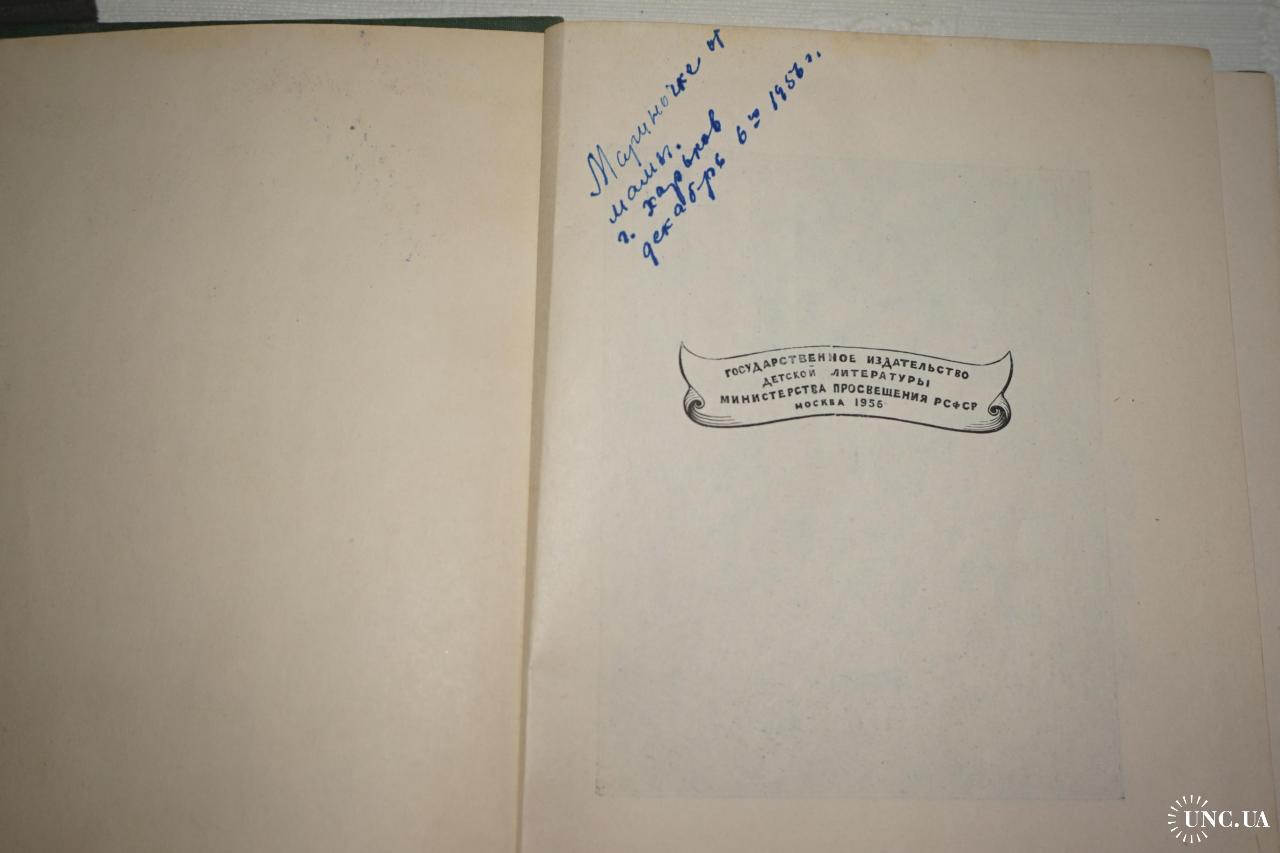 Мариночке от
мамы.
г. харьков
декабрь 6го 1956 г.
ГОСУДАРСТВЕННОЕ ИЗДАТЕЛЬСТВО
ДЕТСКОЙ ЛИТЕРАТУРЫ
МИНИСТЕРСТВА ПРОСВЕЩЕНИЯ РСФСР
МОСКВА 1956
UNC.UA